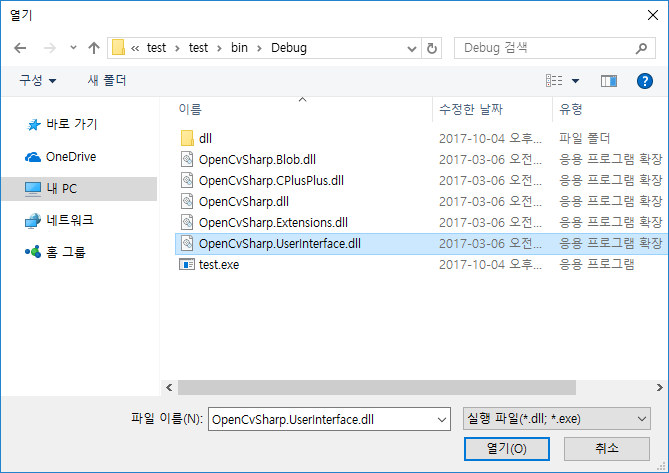 열기
« test > test > bin > Debug
Debug 검색
구성
새 폴더
이름
수정한 날짜
유형
바로 가기
OneDrive
내 PC
네트워크
홈 그룹
dll 2017-10-04 오후... 파일 폴더
OpenCvSharp.Blob.dll 2017-03-06 오전... 응용 프로그램 확장
OpenCvSharp.CPlusPlus.dll 2017-03-06 오전... 응용 프로그램 확장
OpenCvSharp.dll 2017-03-06 오전... 응용 프로그램 확장
OpenCvSharp.Extensions.dll 2017-03-06 오전... 응용 프로그램 확장
OpenCvSharp.UserInterface.dll 2017-03-06 오전... 응용 프로그램 확장
test.exe 2017-10-04 오후... 응용 프로그램
파일 이름(N): OpenCvSharp.UserInterface.dll
실행 파일(*.dll; *.exe)
열기(O)
취소